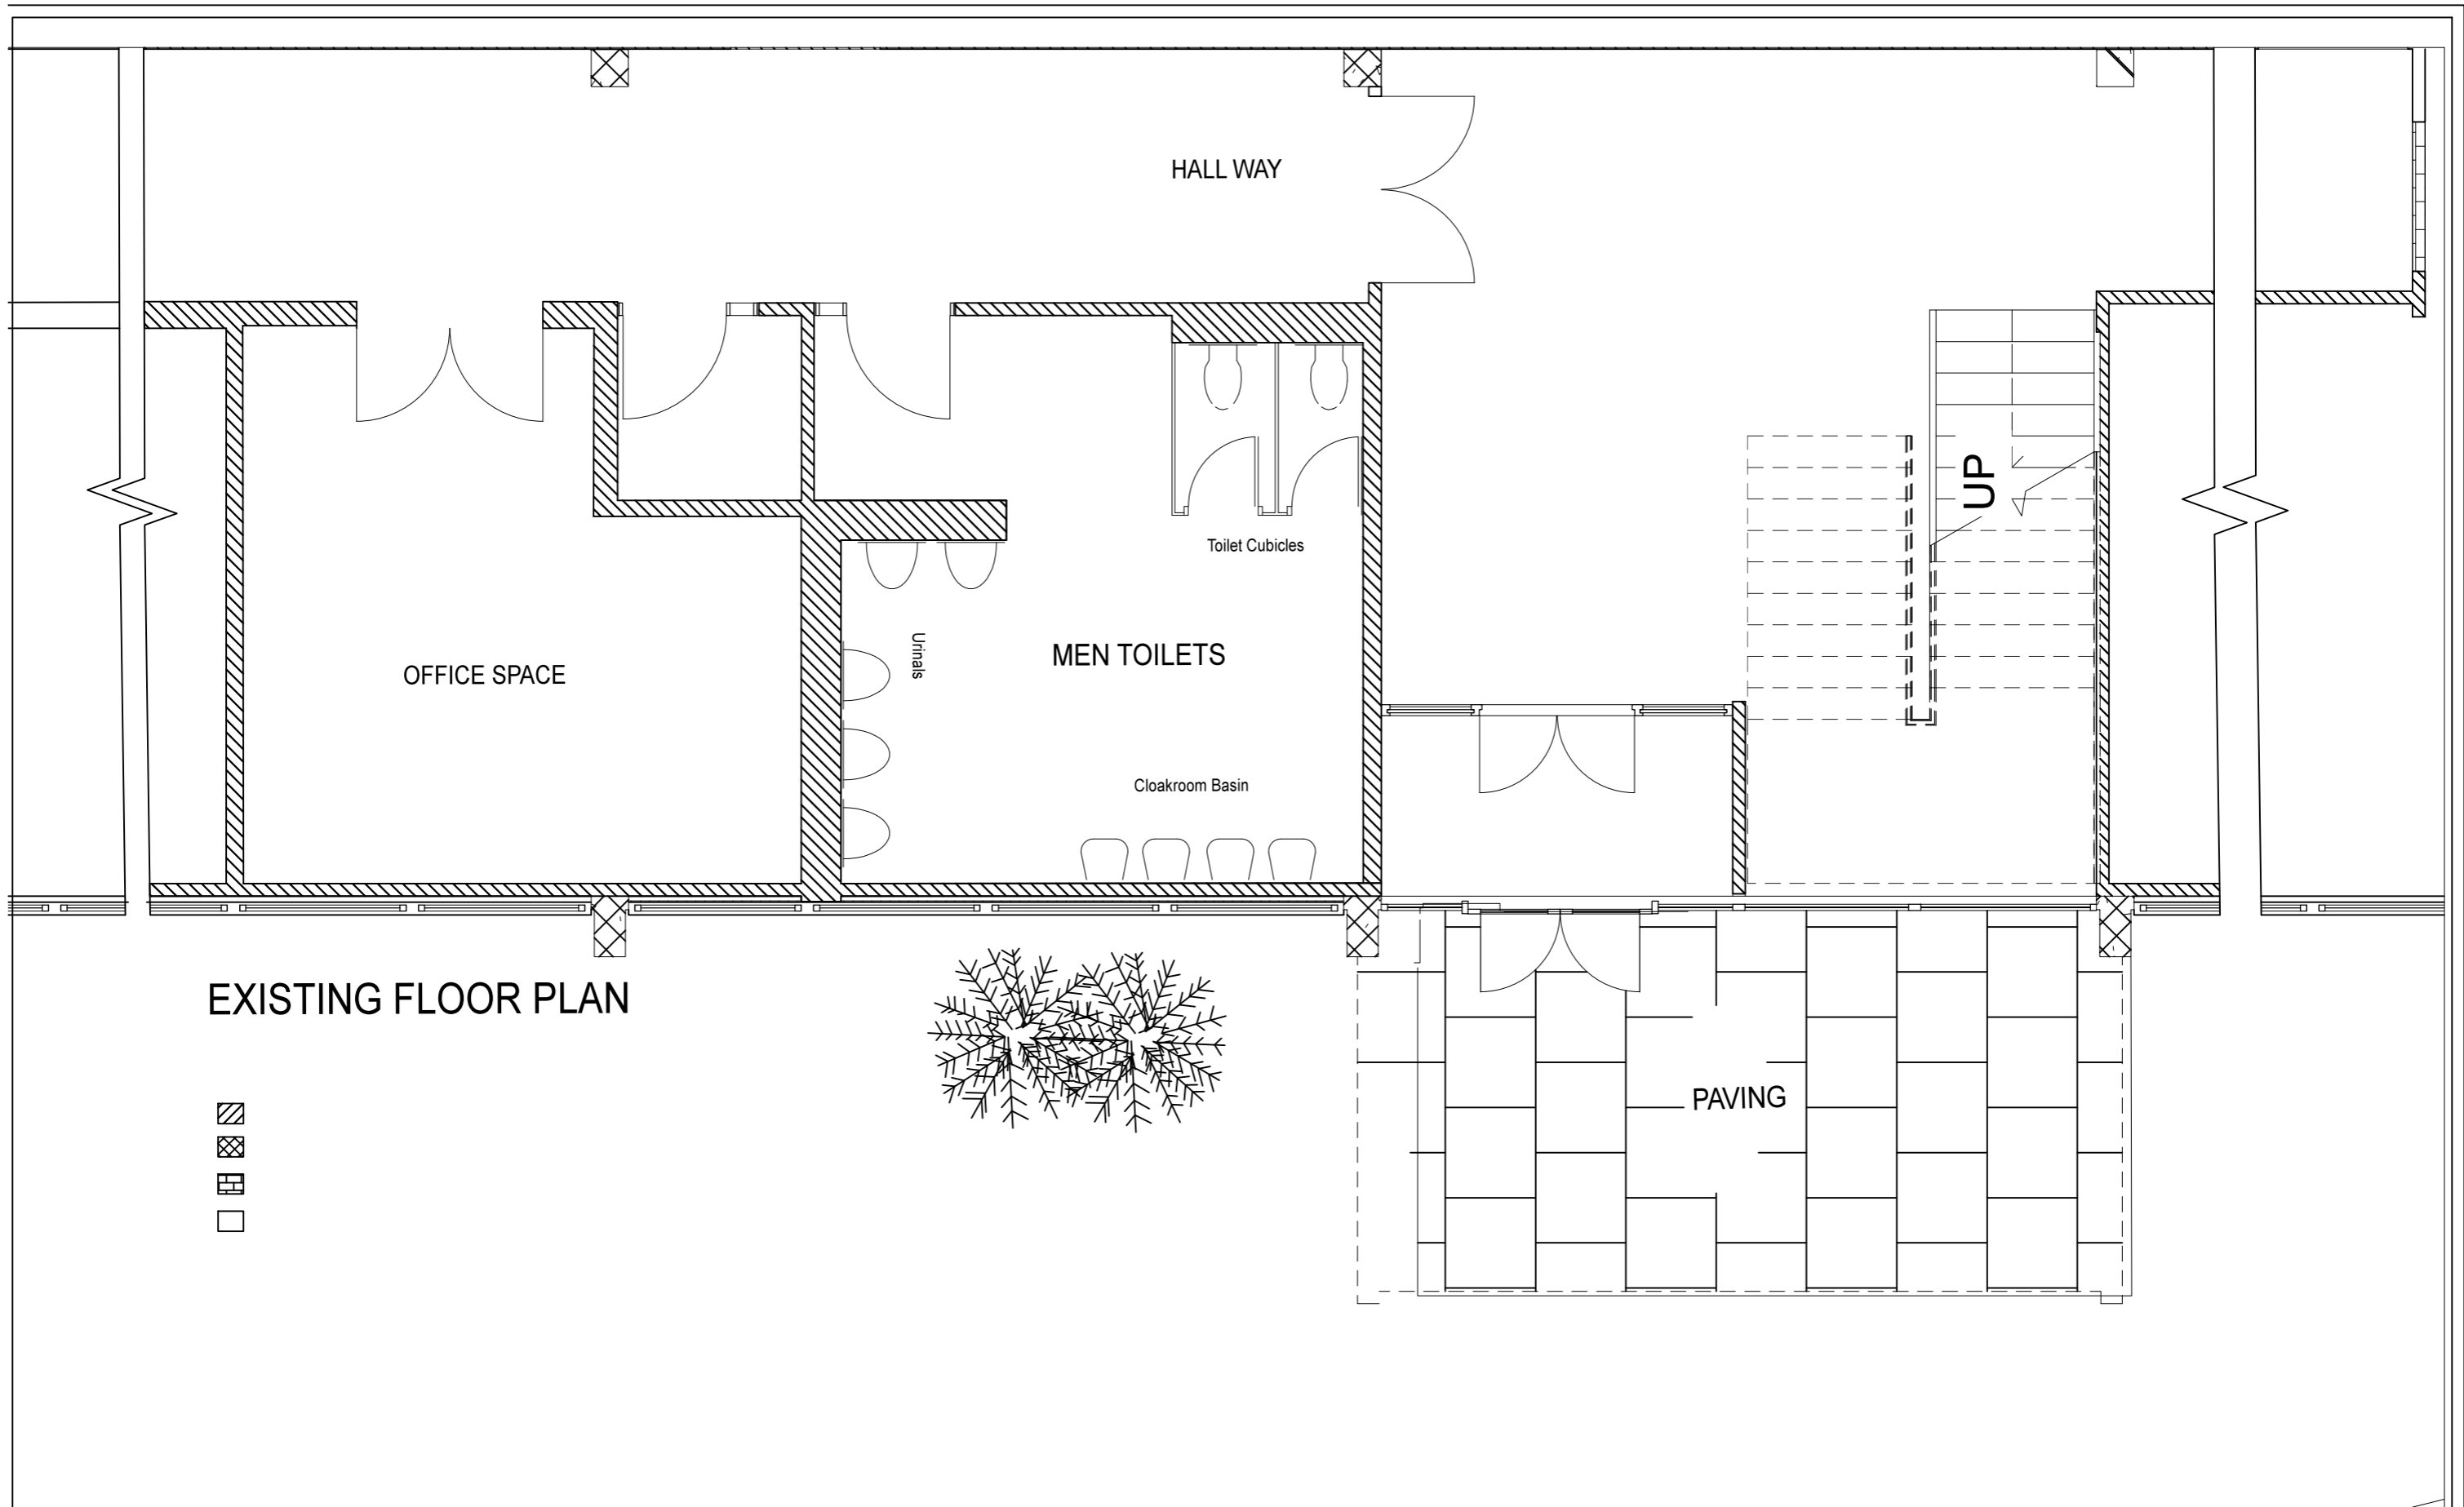 HALL WAY
UP
Toilet Cubicles
Urinals
MEN TOILETS
OFFICE SPACE
Cloakroom Basin
EXISTING FLOOR PLAN
PAVING